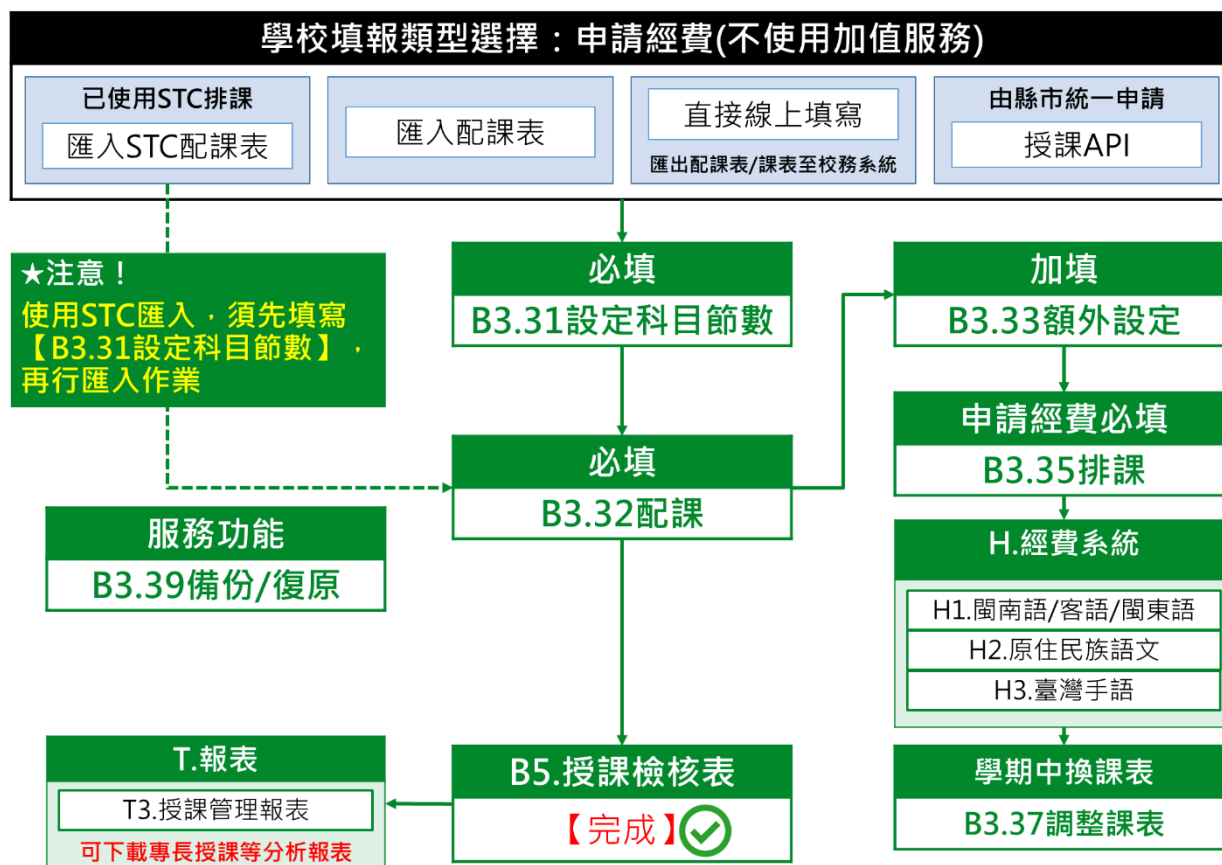 學校填報類型選擇：申請經費(不使用加值服務)
已使用STC排課
匯入STC配課表
匯入配課表
直接線上填寫
匯出配課表/課表至校務系統
由縣市統一申請
授課API
★注意！
使用STC匯入，須先填寫
【B3.31設定科目節數】，
再行匯入作業
必填
B3.31設定科目節數
加填
B3.33額外設定
申請經費必填
B3.35排課
必填
B3.32配課
服務功能
B3.39備份/復原
H.經費系統
H1.閩南語/客語/閩東語
H2.原住民族語文
H3.臺灣手語
T.報表
T3.授課管理報表
可下載專長授課等分析報表
B5.授課檢核表
【完成】
學期中換課表
B3.37調整課表